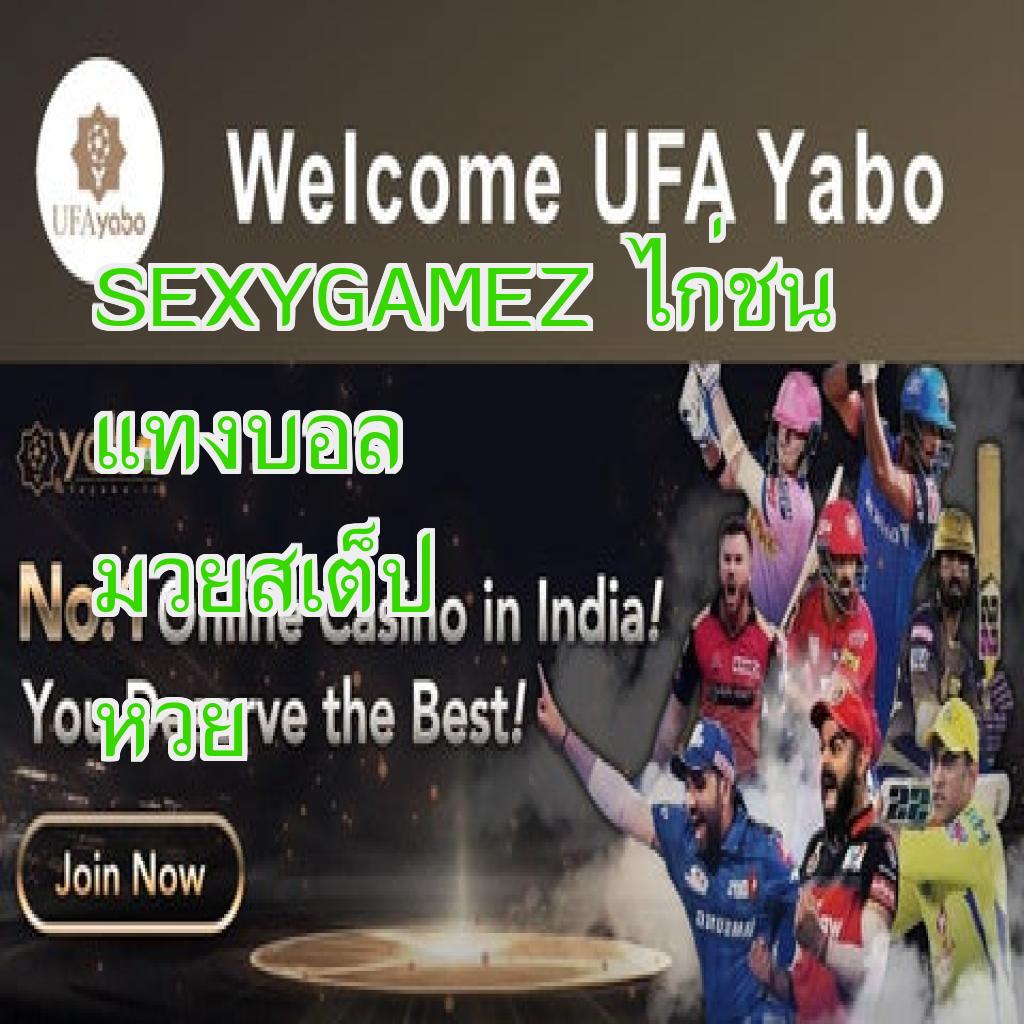 UFAyabo
Welcome UFA Yabo
SEXYGAMEZ ไก่ชน
แทงบอล
มวยสเต็ป
No.1 Online Casino in India!
หวย
You Deserve the Best!
22
Join Now